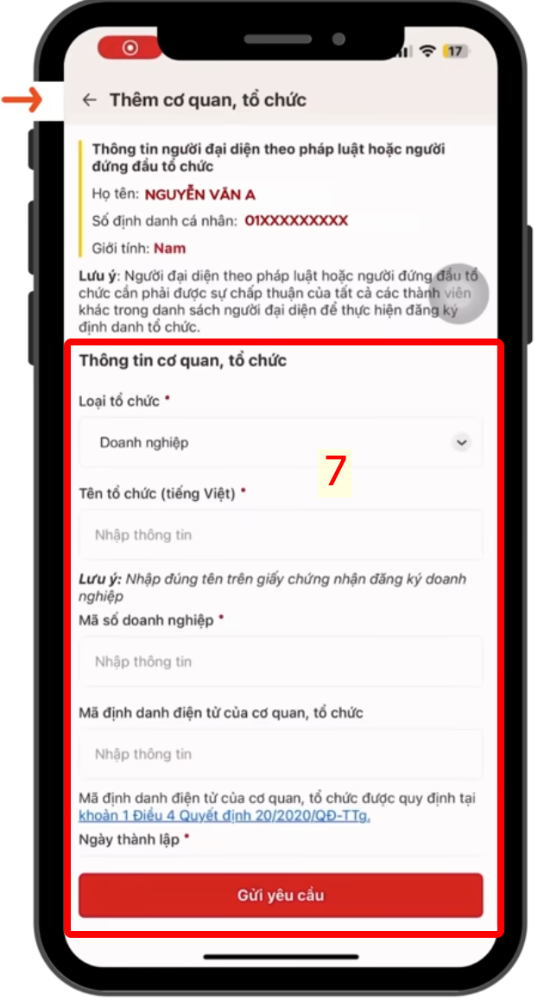 17
Thêm cơ quan, tổ chức
Thông tin người đại diện theo pháp luật hoặc người
đứng đầu tổ chức
Họ tên: NGUYỄN VĂN A
Số định danh cá nhân: 01XXXXXXXXX
Giới tính: Nam
Lưu ý: Người đại diện theo pháp luật hoặc người đứng đầu tổ
chức cần phải được sự chấp thuận của tất cả các thành viên
khác trong danh sách người đại diện để thực hiện đăng ký
định danh tổ chức.
Thông tin cơ quan, tổ chức
Loại tổ chức *
Doanh nghiệp
7
Tên tổ chức (tiếng Việt) *
Nhập thông tin
Lưu ý: Nhập đúng tên trên giấy chứng nhận đăng ký doanh
nghiệp
Mã số doanh nghiệp *
Nhập thông tin
Mã định danh điện tử của cơ quan, tổ chức
Nhập thông tin
Mã định danh điện tử của cơ quan, tổ chức được quy định tại
khoản 1 Điều 4 Quyết định 20/2020/QĐ-TTg.
Ngày thành lập *
Gửi yêu cầu